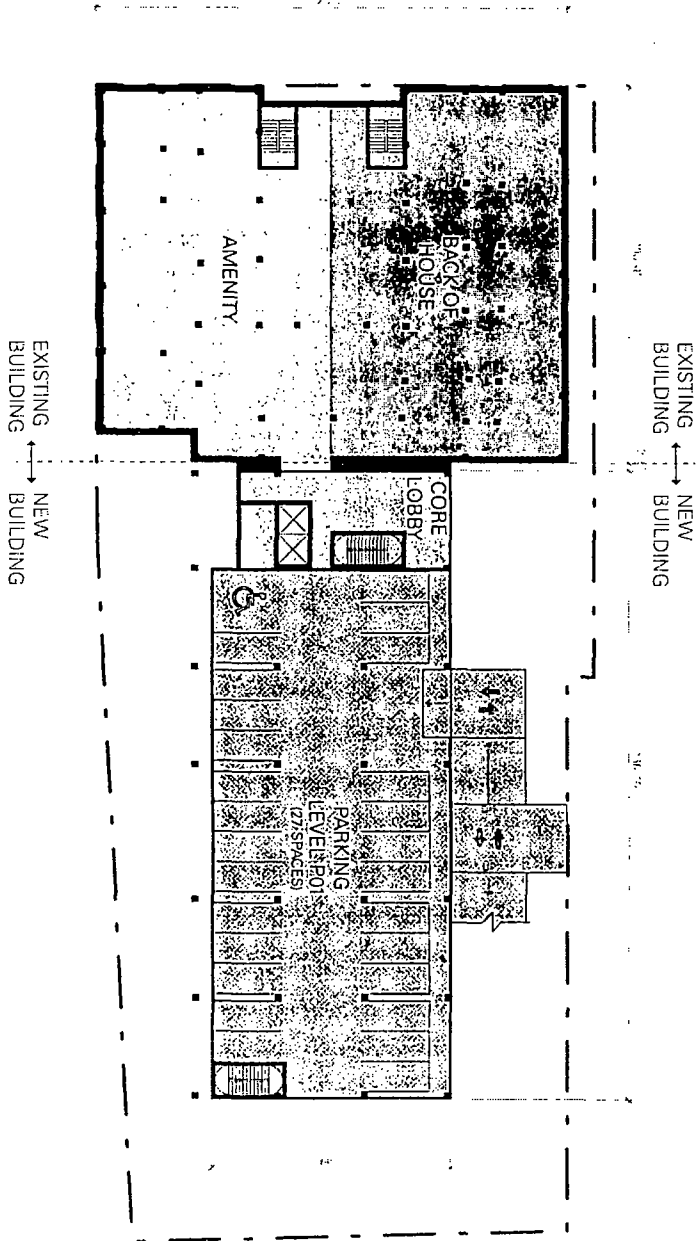 EXISTING
BUILDING
NEW
BUILDING
BACK OF
HOUSE
AMENITY
CORE
LOBBY
PARKING
LEVEL P01
(27 SPACES)
EXISTING
BUILDING
NEW
BUILDING